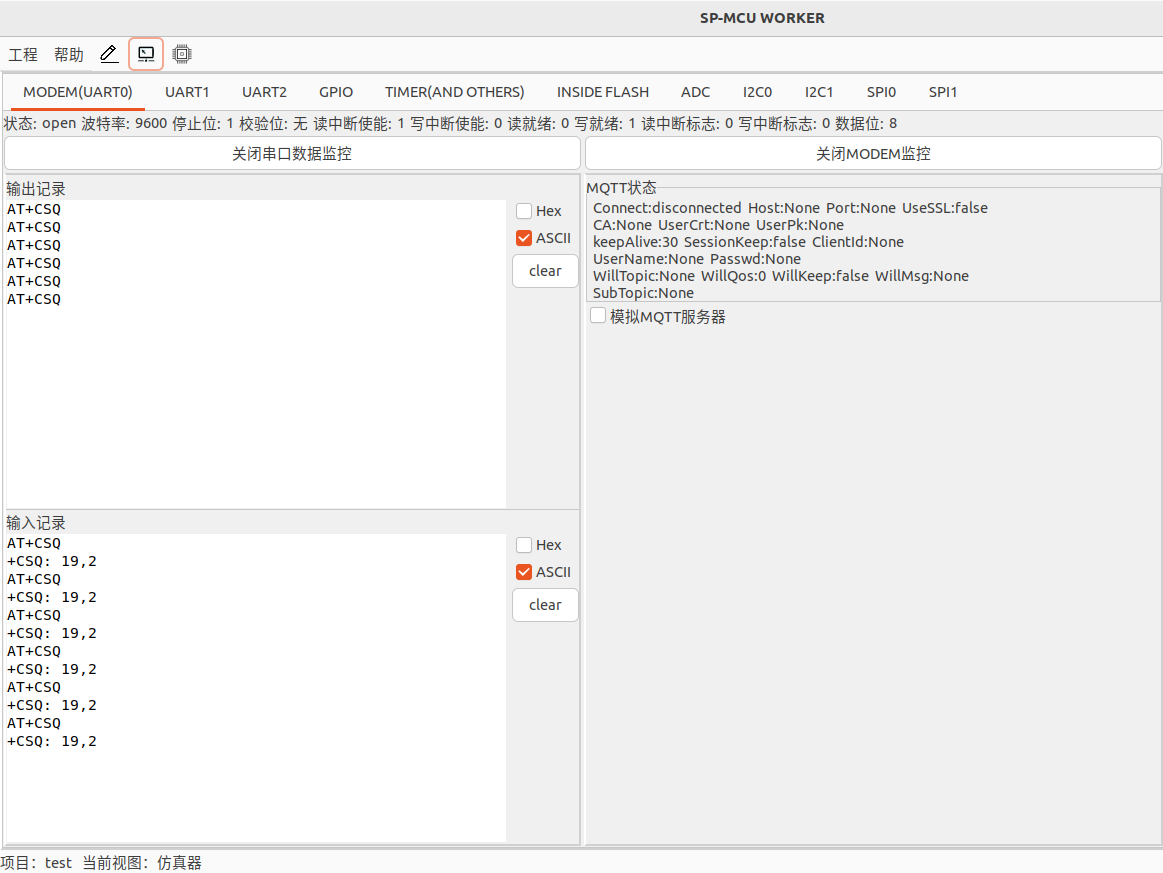 SP-MCU WORKER
工程 帮助
MODEM(UART0) UART1 UART2 GPIO TIMER(AND OTHERS) INSIDE FLASH ADC I2C0 I2C1 SPI0 SPI1
状态: open 波特率: 9600 停止位: 1 校验位: 无 读中断使能: 1 写中断使能: 0 读就绪: 0 写就绪: 1 读中断标志: 0 写中断标志: 0 数据位: 8
关闭串口数据监控
关闭MODEM监控
输出记录
AT+CSQ
AT+CSQ
AT+CSQ
AT+CSQ
AT+CSQ
AT+CSQ
Hex
ASCII
clear
输入记录
AT+CSQ
+CSQ: 19,2
AT+CSQ
+CSQ: 19,2
AT+CSQ
+CSQ: 19,2
AT+CSQ
+CSQ: 19,2
AT+CSQ
+CSQ: 19,2
AT+CSQ
+CSQ: 19,2
Hex
ASCII
clear
MQTT状态
Connect:disconnected Host:None Port:None UseSSL:false
CA:None UserCrt:None UserPk:None
keepAlive:30 SessionKeep:false ClientId:None
UserName:None Passwd:None
WillTopic:None WillQos:0 WillKeep:false WillMsg:None
SubTopic:None
模拟MQTT服务器
项目：test 当前视图：仿真器